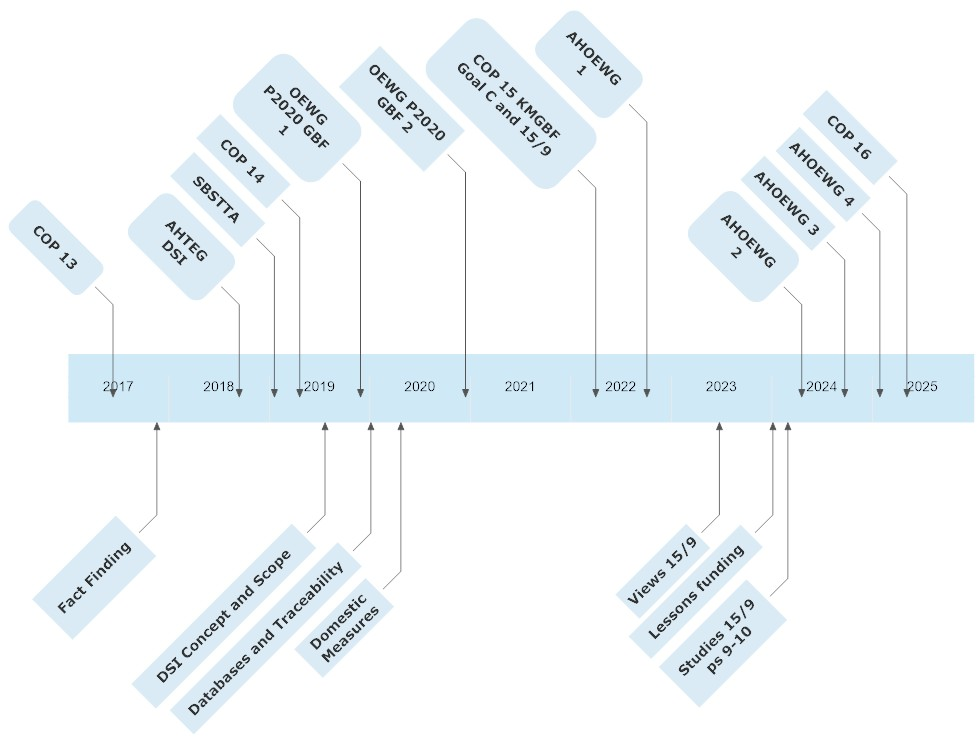 COP 13
AHTEG
DSI
SBSTTA
COP 14
OEWG
P2020 GBF
1
OEWG P2020
GBF 2
COP 15 KMGBF
Goal C and 15/9
AHOEWG
1
AHOEWG
2
AHOEWG 3
AHOEWG 4
COP 16
2017
2018
2019
2020
2021
2022
2023
2024
2025
Fact Finding
DSI Concept and Scope
Databases and Traceability
Domestic
Measures
Views 15/9
Lessons funding
Studies 15/9
ps 9-10